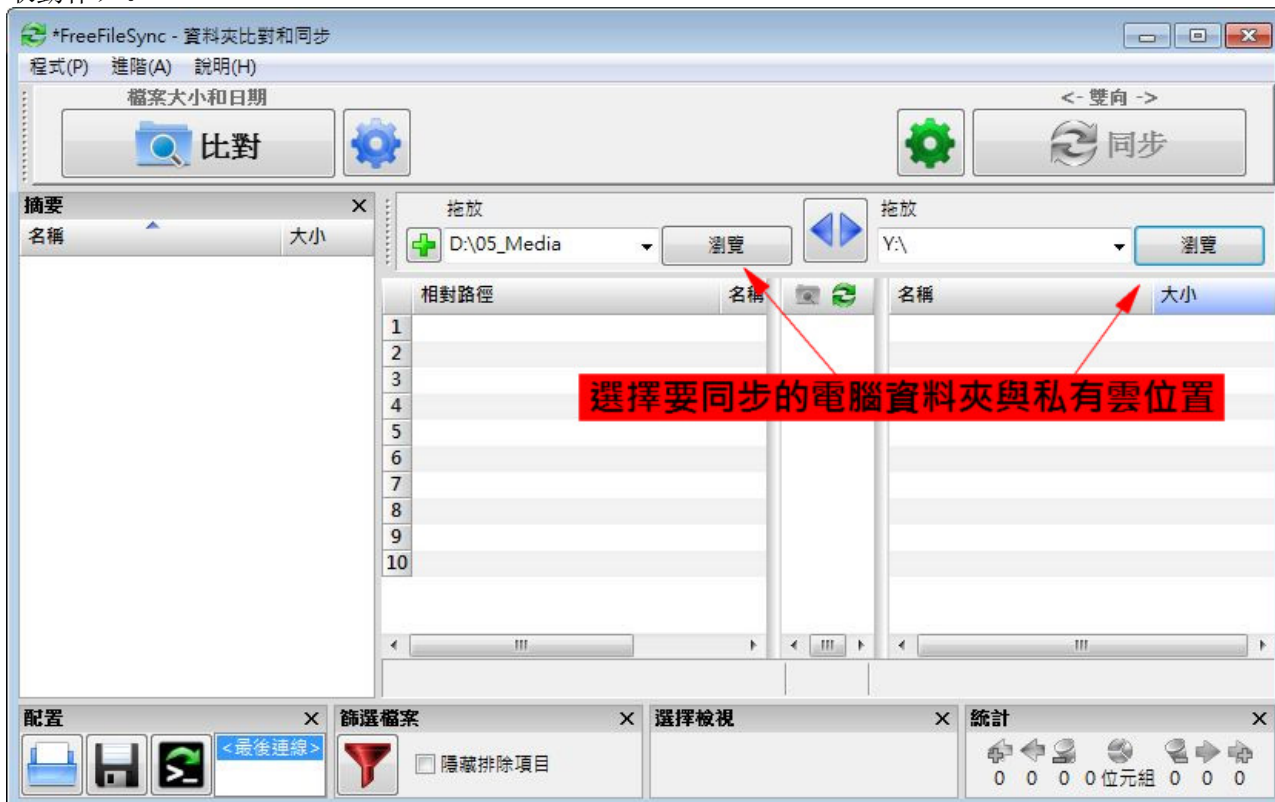 *FreeFileSync - 資料夾比對和同步
程式(P) 進階(A) 說明(H)
檔案大小和日期
<- 雙向 ->
比對
同步
摘要
拖放
拖放
名稱
大小
D:\05_Media
瀏覽
Y:\
瀏覽
相對路徑
名稱
名稱
大小
1
2
3
4
5
6
7
8
9
10
選擇要同步的電腦資料夾與私有雲位置
配置
篩選檔案
選擇檢視
統計
<最後連線>
隱藏排除項目
0 0 0 0位元組 0 0 0